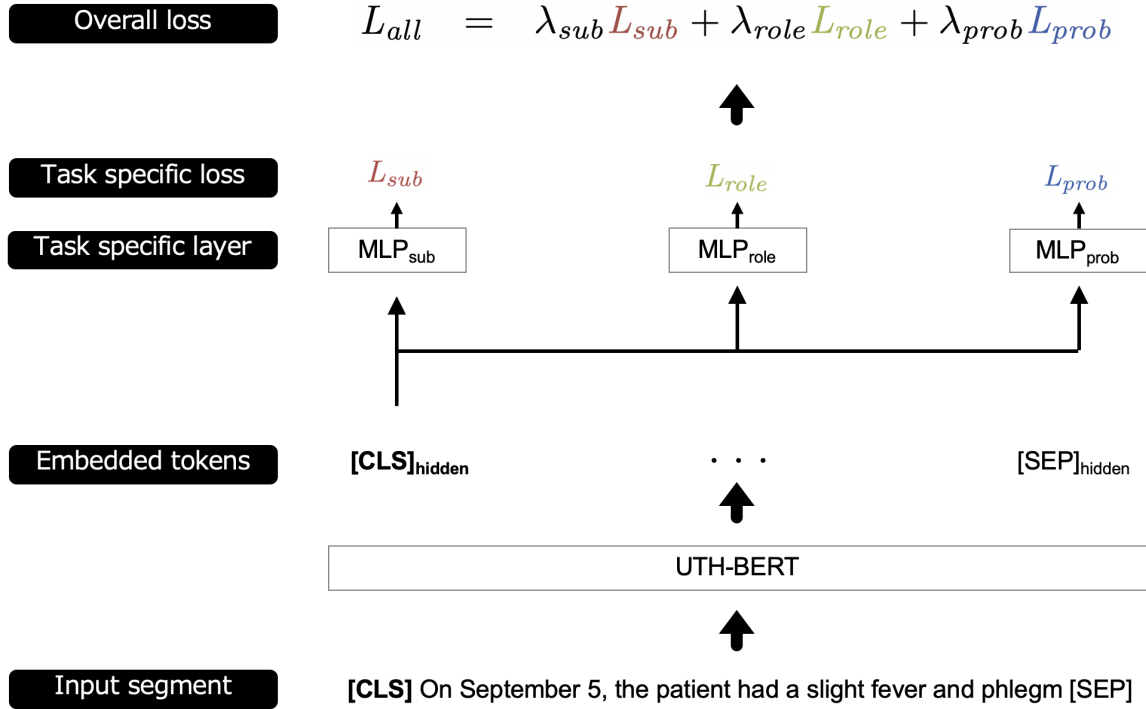 Overall loss L_all = λ_sub L_sub + λ_role L_role + λ_prob L_prob
Task specific loss L_sub L_role L_prob
Task specific layer MLP_sub MLP_role MLP_prob
Embedded tokens [CLS]_hidden · · · [SEP]_hidden
UTH-BERT
Input segment [CLS] On September 5, the patient had a slight fever and phlegm [SEP]